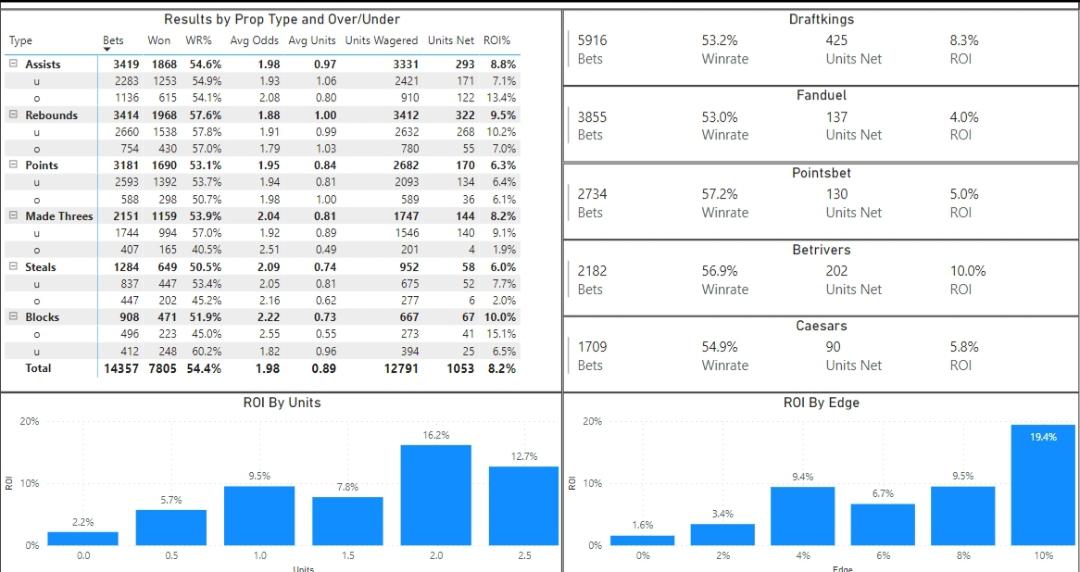 Results by Prop Type and Over/Under
Type Bets Won WR% Avg Odds Avg Units Units Wagered Units Net ROI%
Assists 3419 1868 54.6% 1.98 0.97 3331 293 8.8%
u 2283 1253 54.9% 1.93 1.06 2421 171 7.1%
o 1136 615 54.1% 2.08 0.80 910 122 13.4%
Rebounds 3414 1968 57.6% 1.88 1.00 3412 322 9.5%
u 2660 1538 57.8% 1.91 0.99 2632 268 10.2%
o 754 430 57.0% 1.79 1.03 780 55 7.0%
Points 3181 1690 53.1% 1.95 0.84 2682 170 6.3%
u 2593 1392 53.7% 1.94 0.81 2093 134 6.4%
o 588 298 50.7% 1.98 1.00 589 36 6.1%
Made Threes 2151 1159 53.9% 2.04 0.81 1747 144 8.2%
u 1744 994 57.0% 1.92 0.89 1546 140 9.1%
o 407 165 40.5% 2.51 0.49 201 4 1.9%
Steals 1284 649 50.5% 2.09 0.74 952 58 6.0%
u 837 447 53.4% 2.05 0.81 675 52 7.7%
o 447 202 45.2% 2.16 0.62 277 6 2.0%
Blocks 908 471 51.9% 2.22 0.73 667 67 10.0%
o 496 223 45.0% 2.55 0.55 273 41 15.1%
u 412 248 60.2% 1.82 0.96 394 25 6.5%
Total 14357 7805 54.4% 1.98 0.89 12791 1053 8.2%
Draftkings
5916 53.2% 425 8.3%
Bets Winrate Units Net ROI
Fanduel
3855 53.0% 137 4.0%
Bets Winrate Units Net ROI
Pointsbet
2734 57.2% 130 5.0%
Bets Winrate Units Net ROI
Betrivers
2182 56.9% 202 10.0%
Bets Winrate Units Net ROI
Caesars
1709 54.9% 90 5.8%
Bets Winrate Units Net ROI
ROI By Units
20%
16.2%
12.7%
ROI
10%
9.5%
7.8%
5.7%
2.2%
0%
0.0 0.5 1.0 1.5 2.0 2.5
Units
ROI By Edge
20%
19.4%
ROI
10%
9.4%
9.5%
6.7%
3.4%
1.6%
0%
0% 2% 4% 6% 8% 10%
Edge